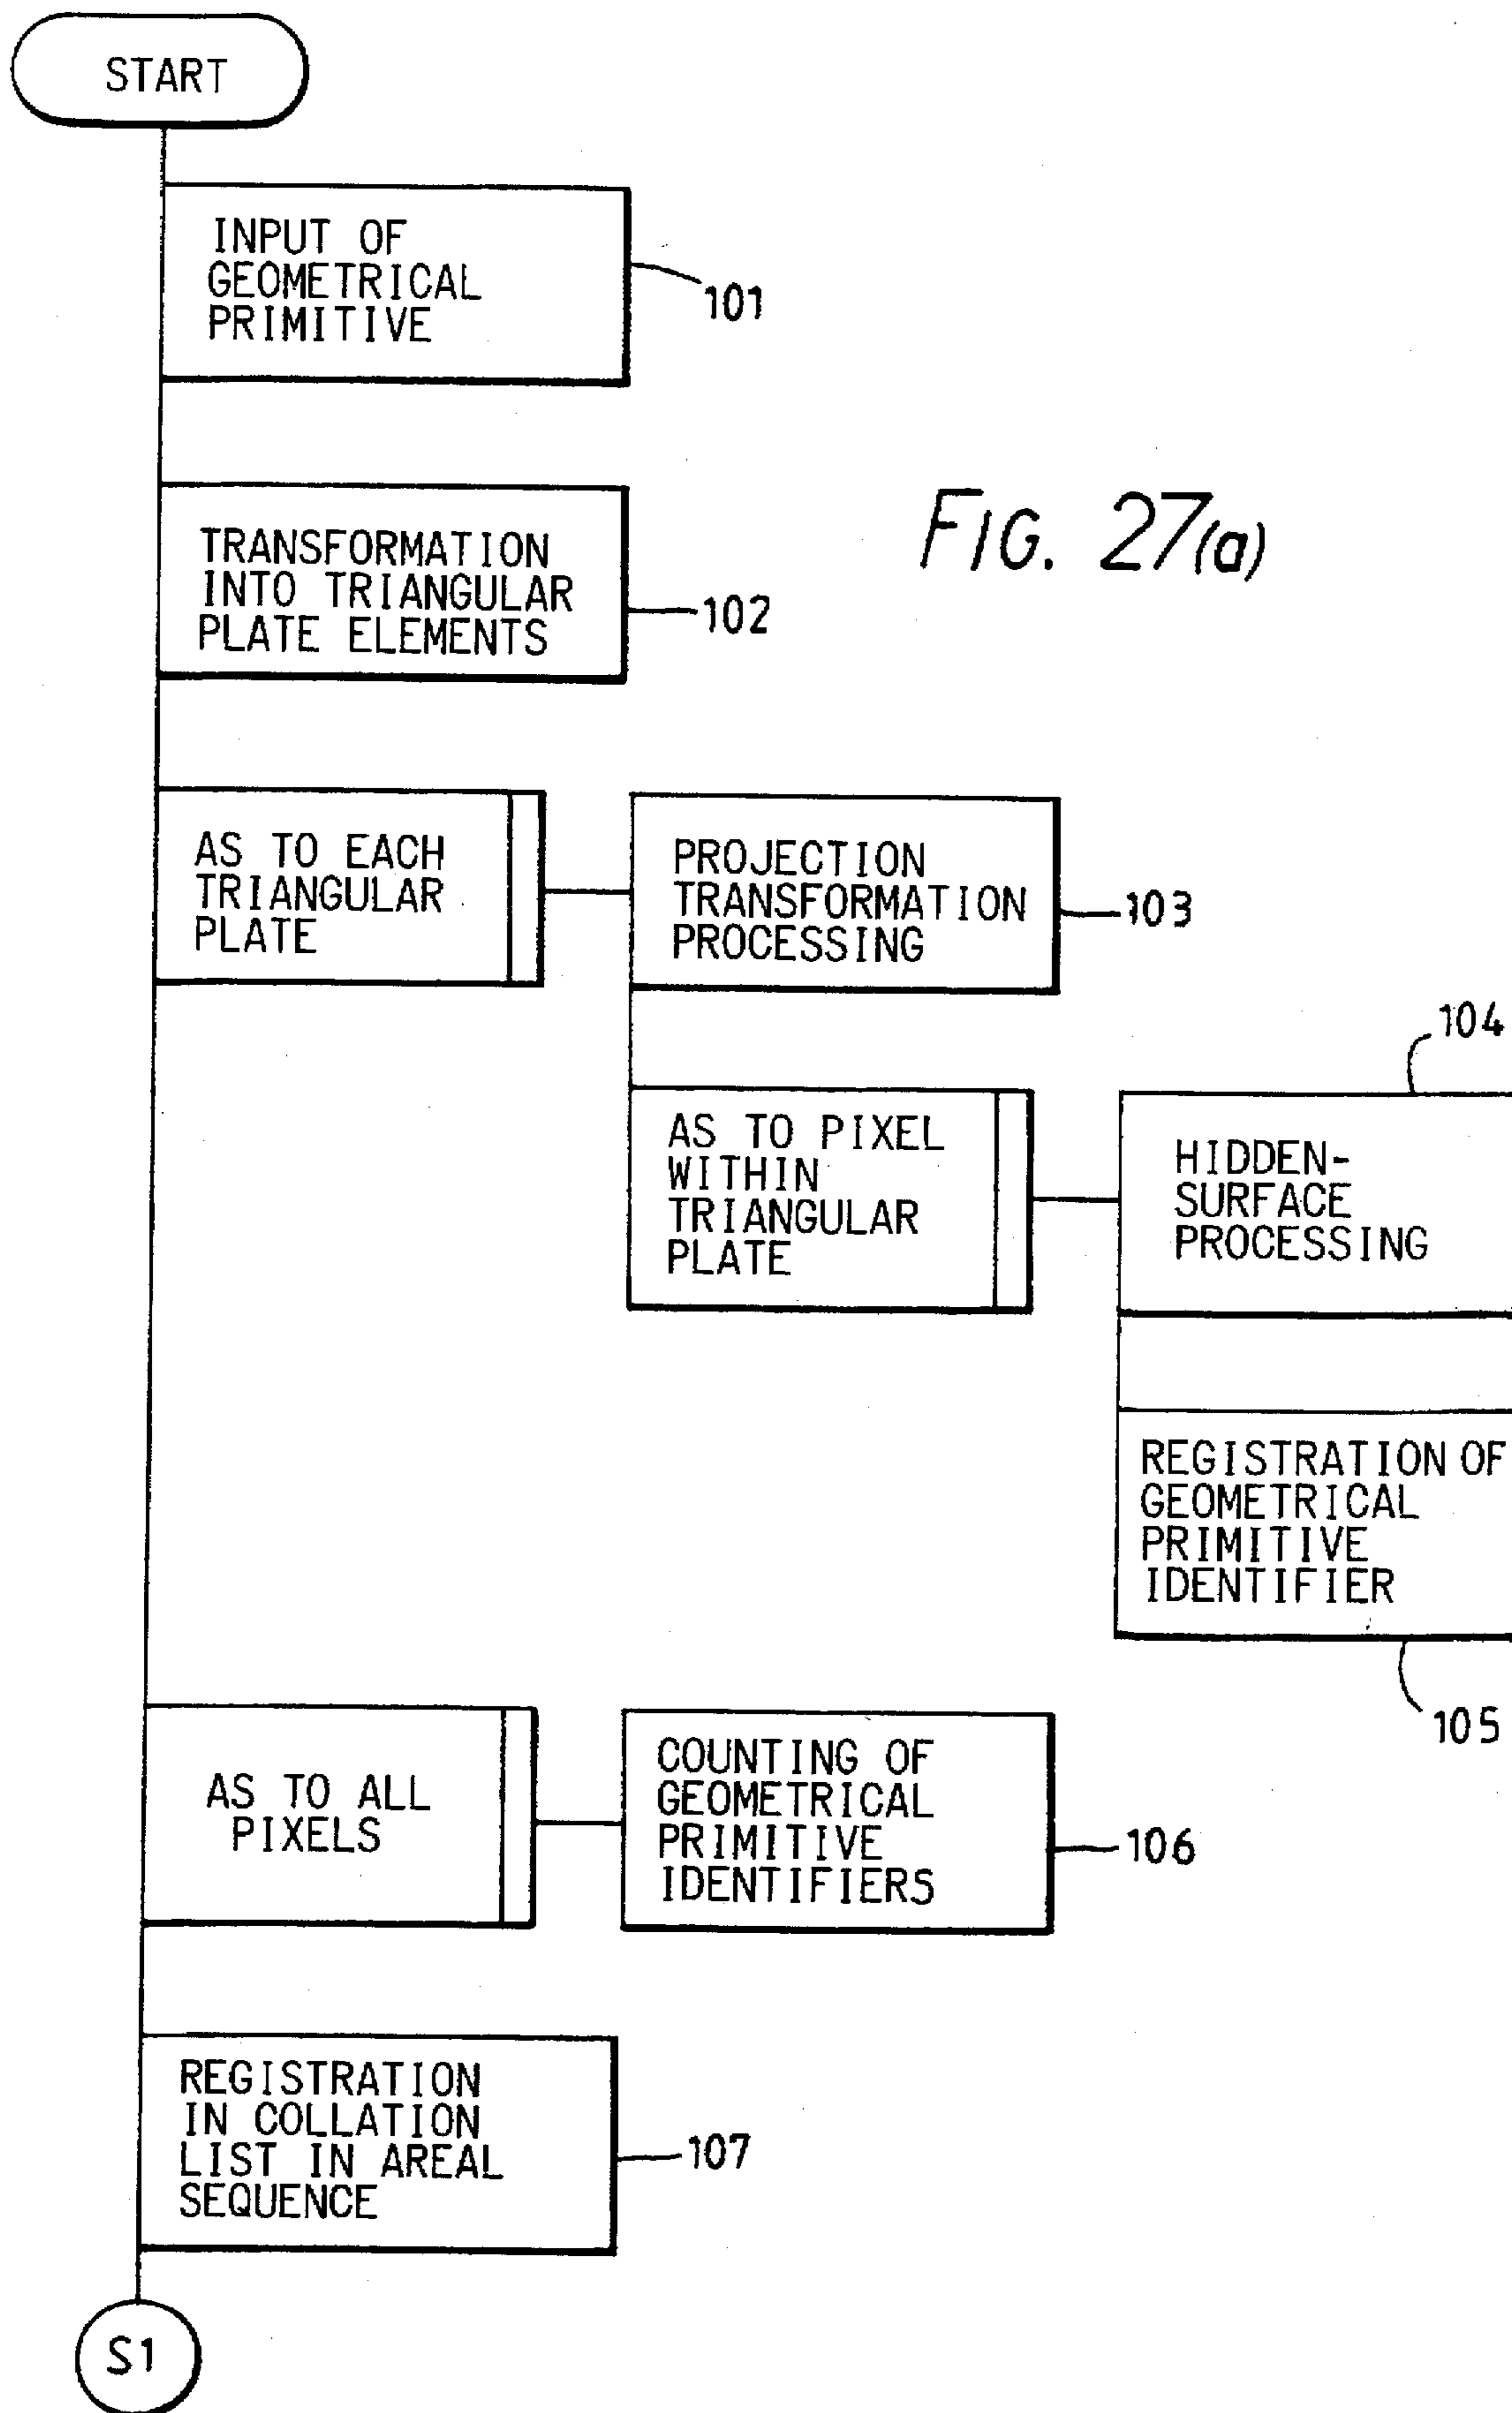 START
INPUT OF
GEOMETRICAL
PRIMITIVE
101
TRANSFORMATION
INTO TRIANGULAR
PLATE ELEMENTS
102
FIG. 27(a)
AS TO EACH
TRIANGULAR
PLATE
PROJECTION
TRANSFORMATION
PROCESSING
103
AS TO PIXEL
WITHIN
TRIANGULAR
PLATE
104
HIDDEN-
SURFACE
PROCESSING
REGISTRATION OF
GEOMETRICAL
PRIMITIVE
IDENTIFIER
105
AS TO ALL
PIXELS
COUNTING OF
GEOMETRICAL
PRIMITIVE
IDENTIFIERS
106
REGISTRATION
IN COLLATION
LIST IN AREAL
SEQUENCE
107
S1